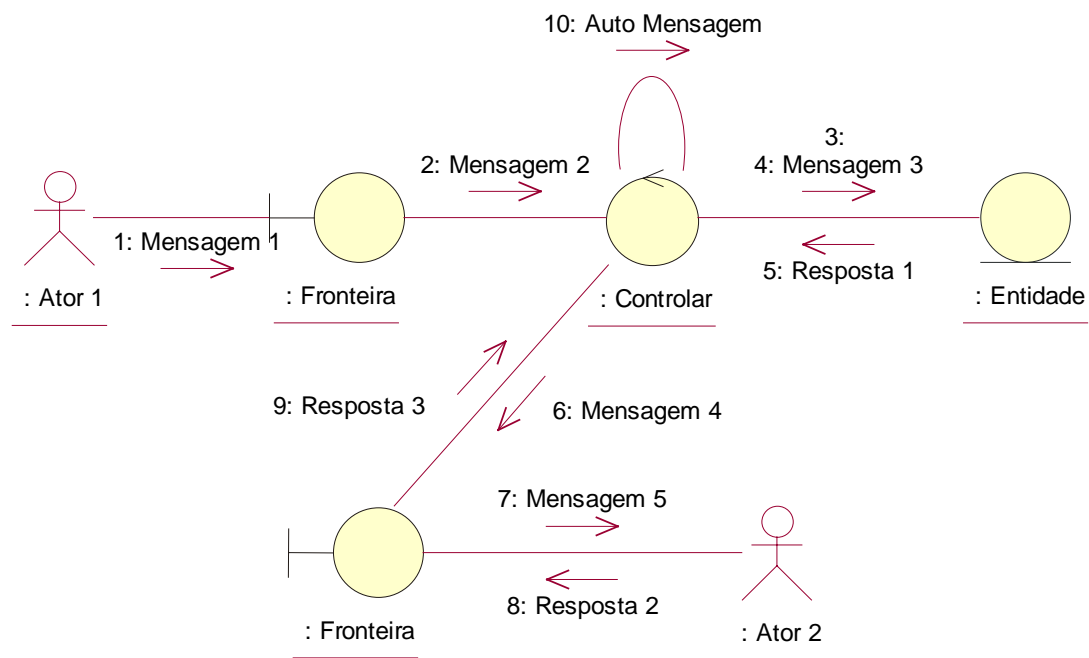 10: Auto Mensagem
3:
2: Mensagem 2
4: Mensagem 3
1: Mensagem 1
5: Resposta 1
: Ator 1
: Fronteira
: Controlar
: Entidade
9: Resposta 3
6: Mensagem 4
7: Mensagem 5
8: Resposta 2
: Fronteira
: Ator 2